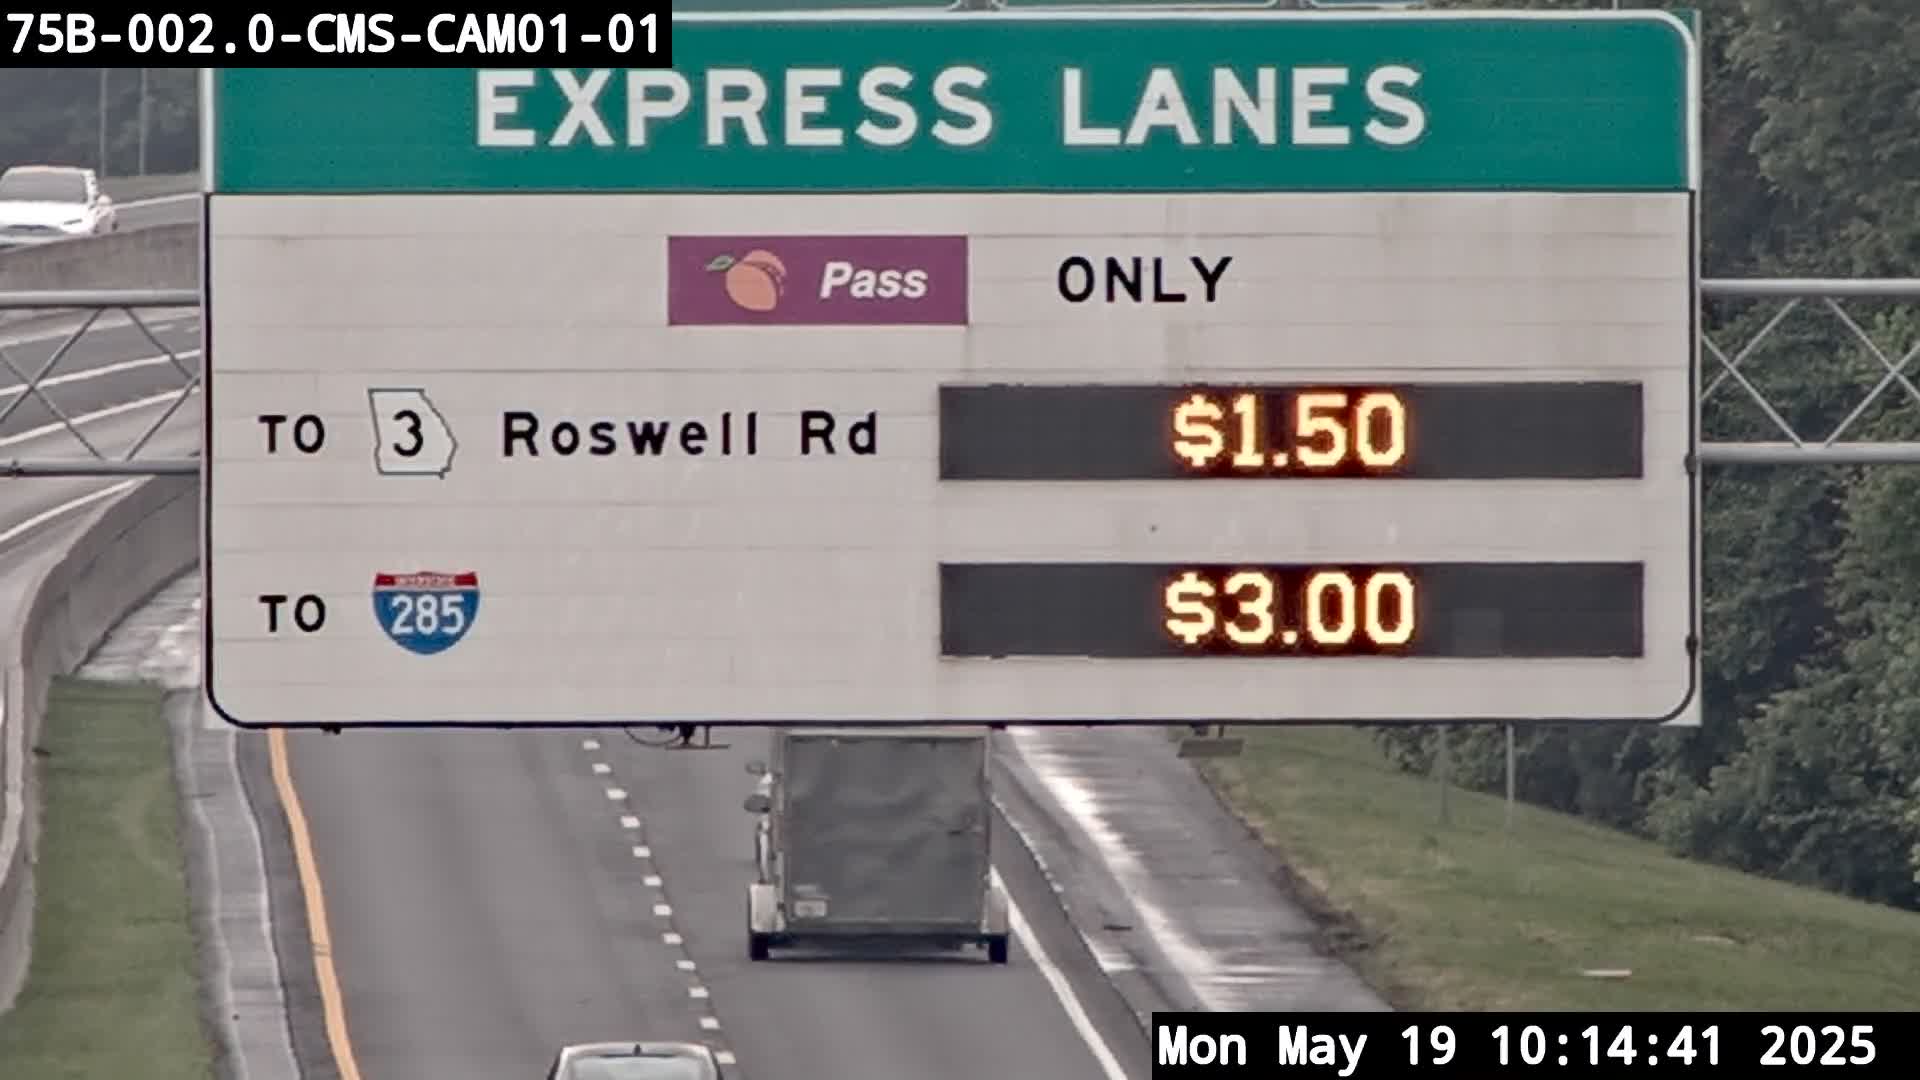 75B-002.0-CMS-CAM01-01
EXPRESS LANES
Pass ONLY
TO 3 Roswell Rd $1.50
TO INTERSTATE 285 $3.00
Mon May 19 10:14:41 2025